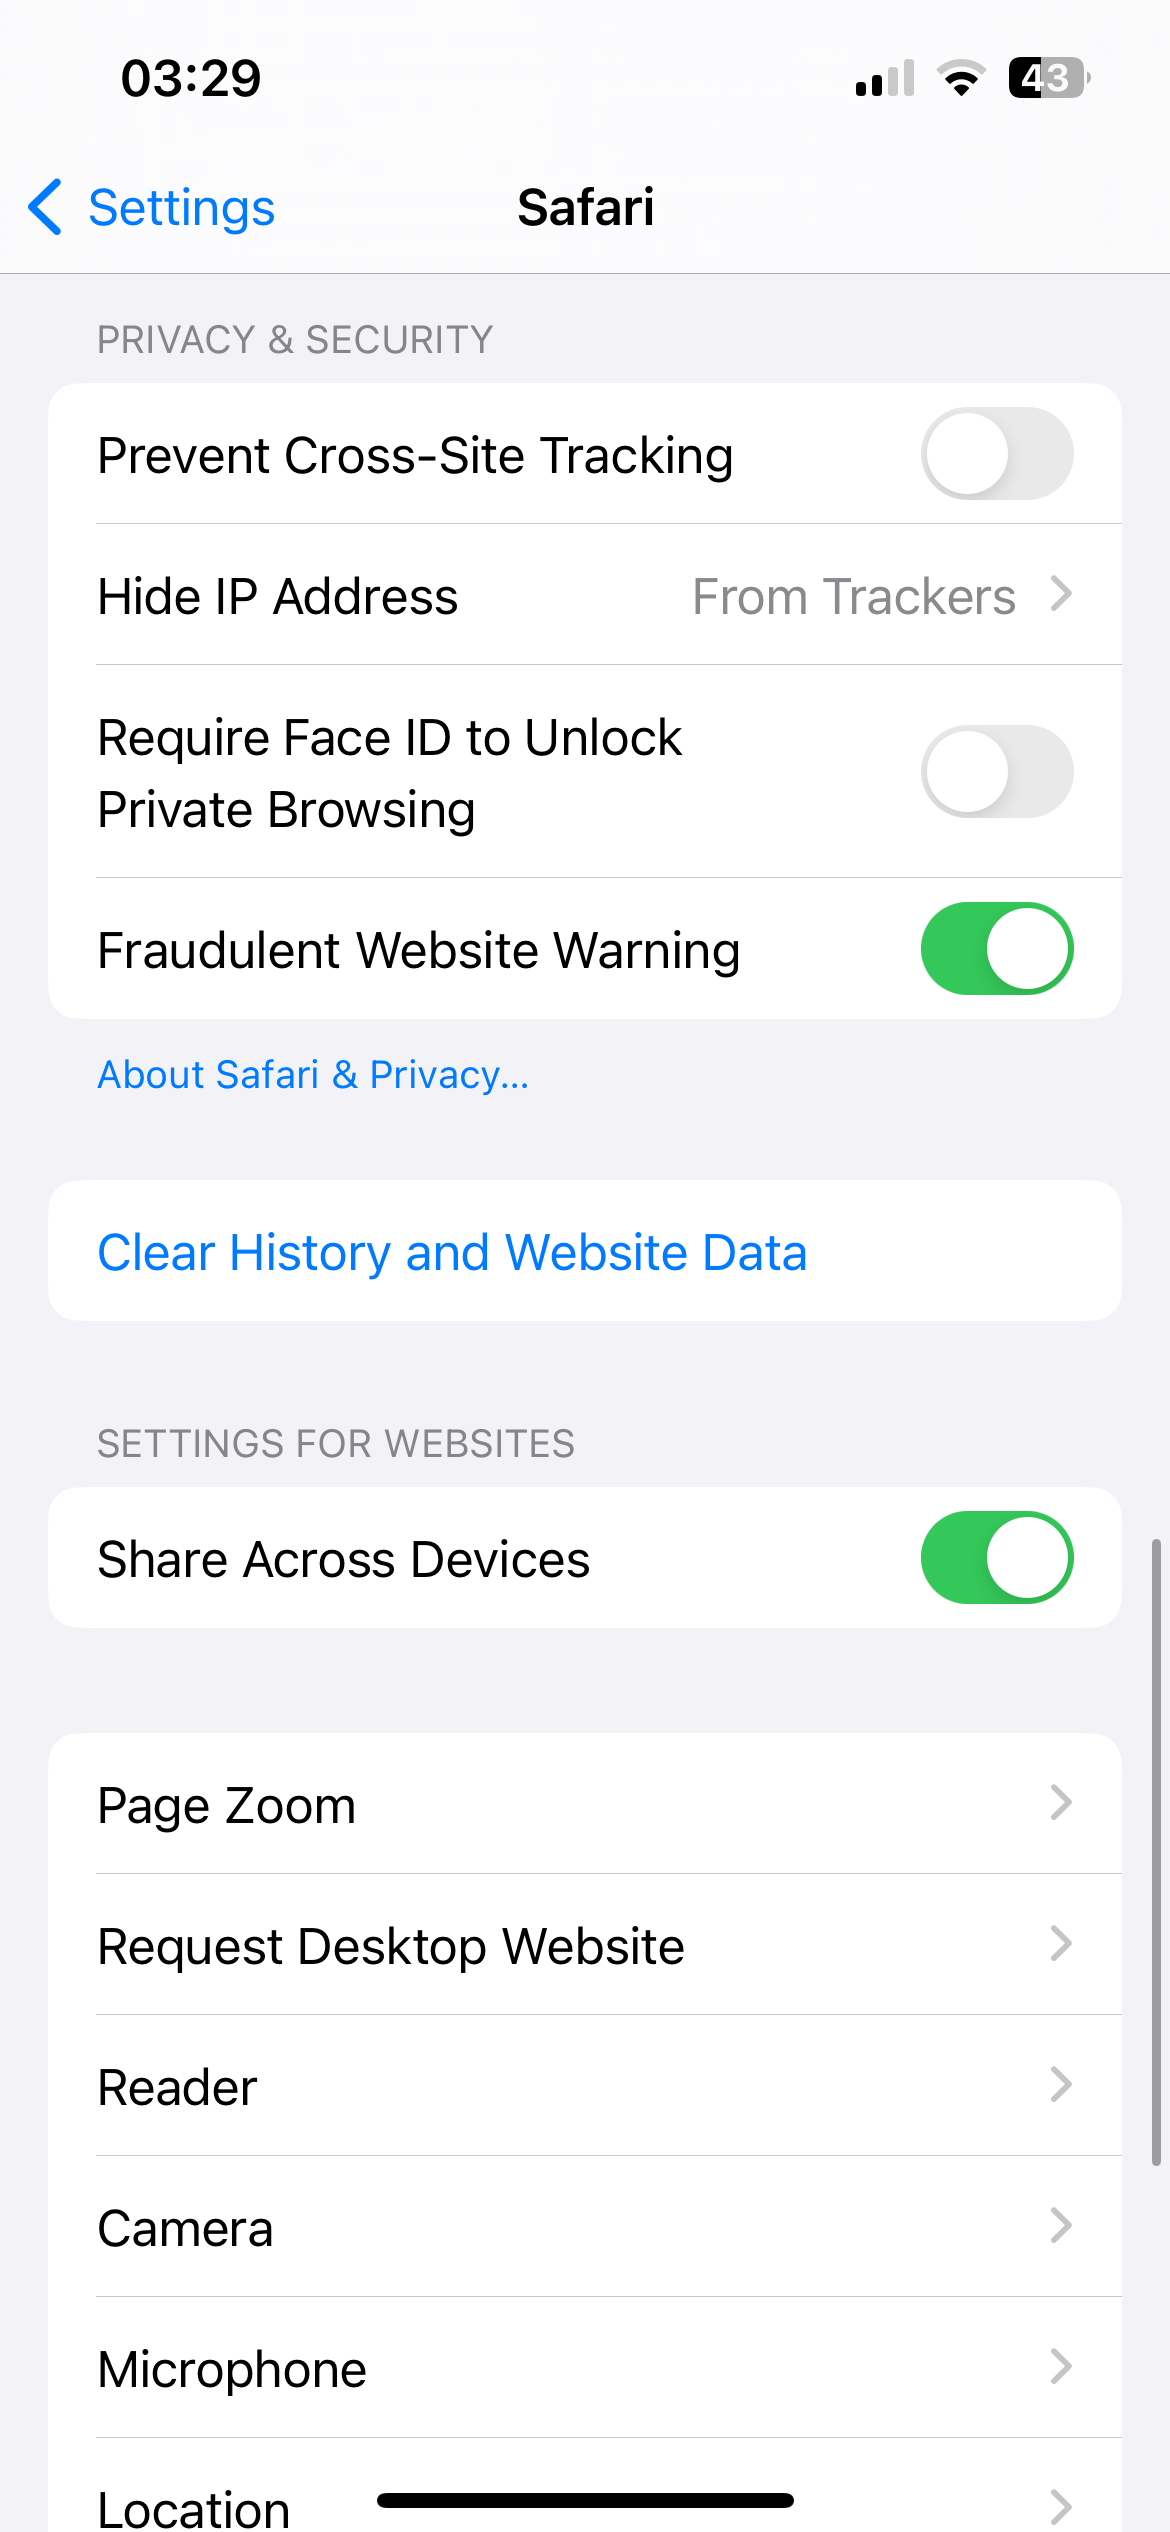 03:29
43
Settings
Safari
PRIVACY & SECURITY
Prevent Cross-Site Tracking
Hide IP Address From Trackers
Require Face ID to Unlock
Private Browsing
Fraudulent Website Warning
About Safari & Privacy...
Clear History and Website Data
SETTINGS FOR WEBSITES
Share Across Devices
Page Zoom
Request Desktop Website
Reader
Camera
Microphone
Location